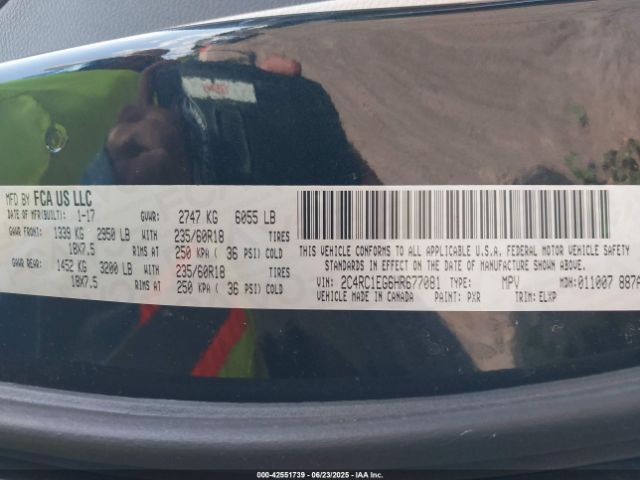 MFD BY FCA US LLC
DATE OF MFR(BUILT): 1-17 GVWR: 2747 KG 6055 LB
GAWR FRONT: 1339 KG 2950 LB WITH 235/60R18 TIRES
18X7.5 RIMS AT 250 KPA ( 36 PSI) COLD
GAWR REAR: 1452 KG 3200 LB WITH 235/60R18 TIRES
18X7.5 RIMS AT 250 KPA ( 36 PSI) COLD
THIS VEHICLE CONFORMS TO ALL APPLICABLE U.S.A. FEDERAL MOTOR VEHICLE SAFETY
STANDARDS IN EFFECT ON THE DATE OF MANUFACTURE SHOWN ABOVE.
VIN: 2C4RC1EG6HR677081 TYPE: MPV MDH:011007 887A
VEHICLE MADE IN CANADA PAINT: PXR TRIM: ELXP
000-42551739 - 06/23/2025 - IAAI.COM